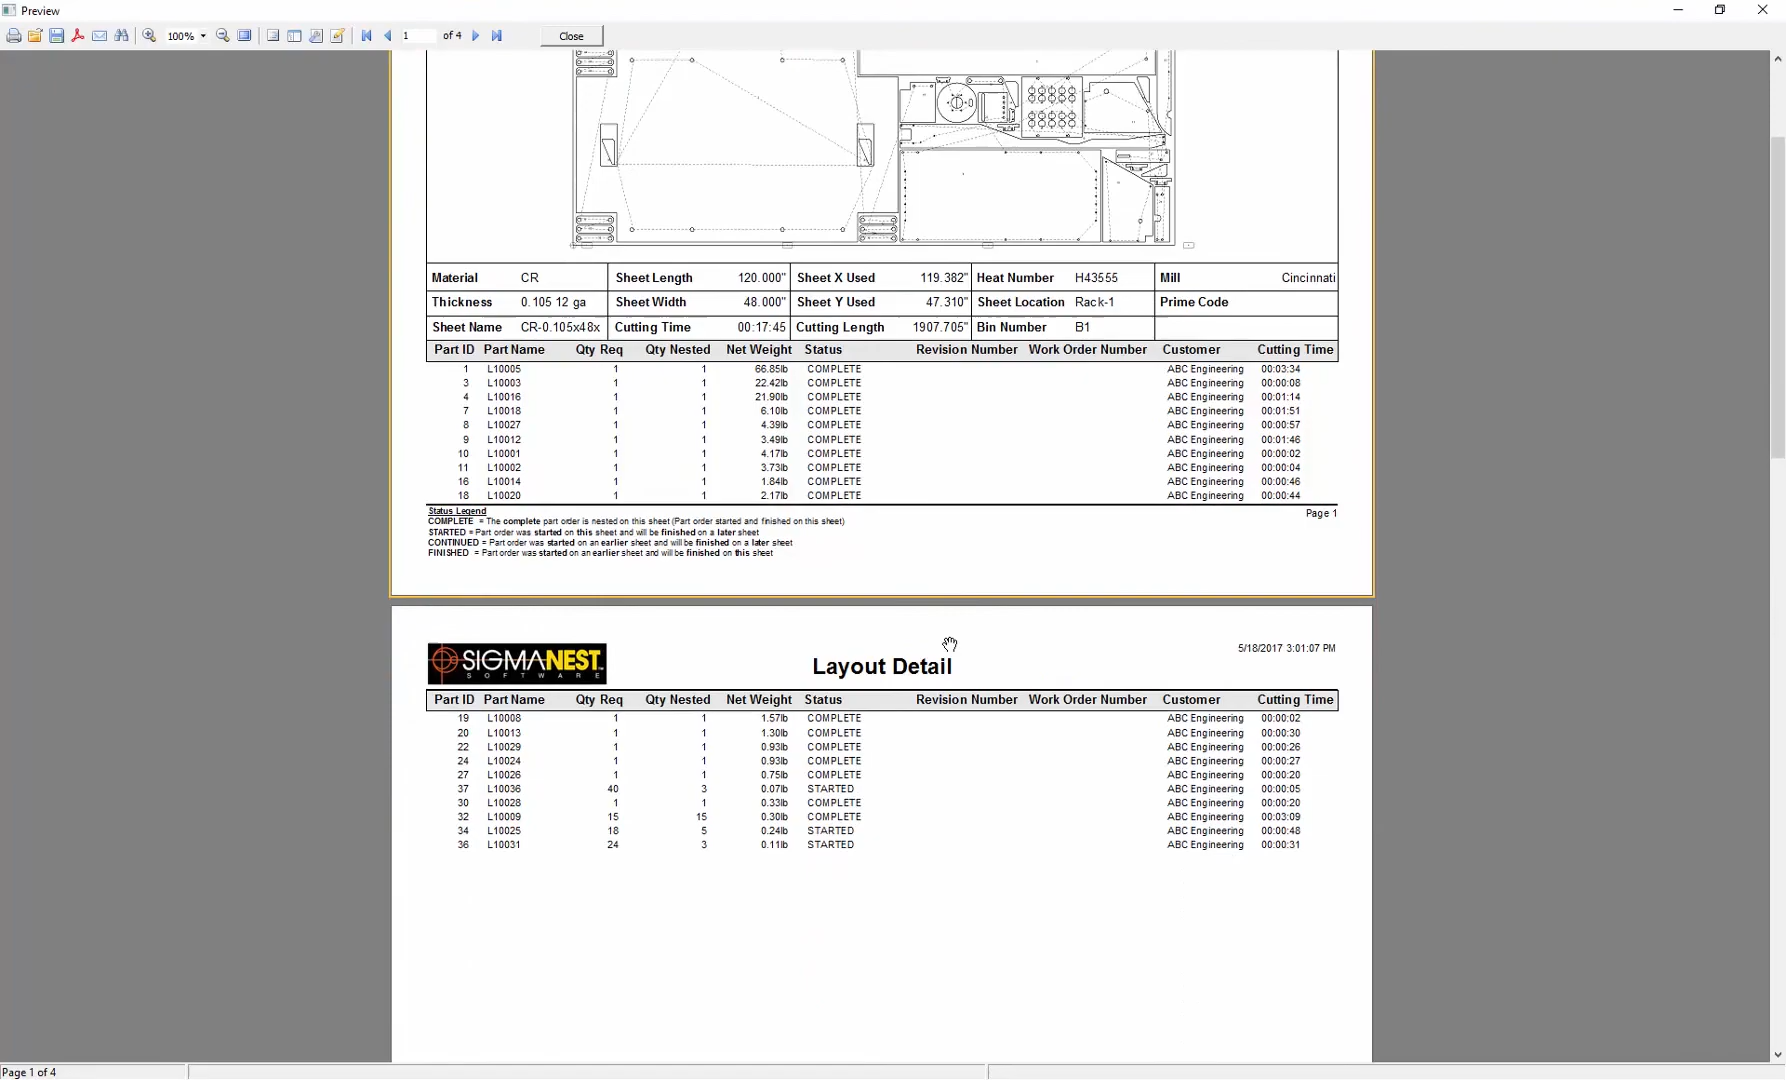 Preview
100% 1 of 4 Close
Material CR Sheet Length 120.000" Sheet X Used 119.382" Heat Number H43555 Mill Cincinnati
Thickness 0.105 12 ga Sheet Width 48.000" Sheet Y Used 47.310" Sheet Location Rack-1 Prime Code
Sheet Name CR-0.105x48x Cutting Time 00:17:45 Cutting Length 1907.705" Bin Number B1
Part ID Part Name Qty Req Qty Nested Net Weight Status Revision Number Work Order Number Customer Cutting Time
1 L10005 1 1 66.85lb COMPLETE ABC Engineering 00:03:34
3 L10003 1 1 22.42lb COMPLETE ABC Engineering 00:00:08
4 L10016 1 1 21.90lb COMPLETE ABC Engineering 00:01:14
7 L10018 1 1 6.10lb COMPLETE ABC Engineering 00:01:51
8 L10027 1 1 4.39lb COMPLETE ABC Engineering 00:00:57
9 L10012 1 1 3.49lb COMPLETE ABC Engineering 00:01:46
10 L10001 1 1 4.17lb COMPLETE ABC Engineering 00:00:02
11 L10002 1 1 3.73lb COMPLETE ABC Engineering 00:00:04
16 L10014 1 1 1.84lb COMPLETE ABC Engineering 00:00:46
18 L10020 1 1 2.17lb COMPLETE ABC Engineering 00:00:44
Status Legend Page 1
COMPLETE = The complete part order is nested on this sheet (Part order started and finished on this sheet)
STARTED = Part order was started on this sheet and will be finished on a later sheet
CONTINUED = Part order was started on an earlier sheet and will be finished on a later sheet
FINISHED = Part order was started on an earlier sheet and will be finished on this sheet
SIGMANEST
SOFTWARE
Layout Detail
5/18/2017 3:01:07 PM
Part ID Part Name Qty Req Qty Nested Net Weight Status Revision Number Work Order Number Customer Cutting Time
19 L10008 1 1 1.57lb COMPLETE ABC Engineering 00:00:02
20 L10013 1 1 1.30lb COMPLETE ABC Engineering 00:00:30
22 L10029 1 1 0.93lb COMPLETE ABC Engineering 00:00:26
24 L10024 1 1 0.93lb COMPLETE ABC Engineering 00:00:27
27 L10026 1 1 0.75lb COMPLETE ABC Engineering 00:00:20
37 L10036 40 3 0.07lb STARTED ABC Engineering 00:00:05
30 L10028 1 1 0.33lb COMPLETE ABC Engineering 00:00:20
32 L10009 15 15 0.30lb COMPLETE ABC Engineering 00:03:09
34 L10025 18 5 0.24lb STARTED ABC Engineering 00:00:48
36 L10031 24 3 0.11lb STARTED ABC Engineering 00:00:31
Page 1 of 4